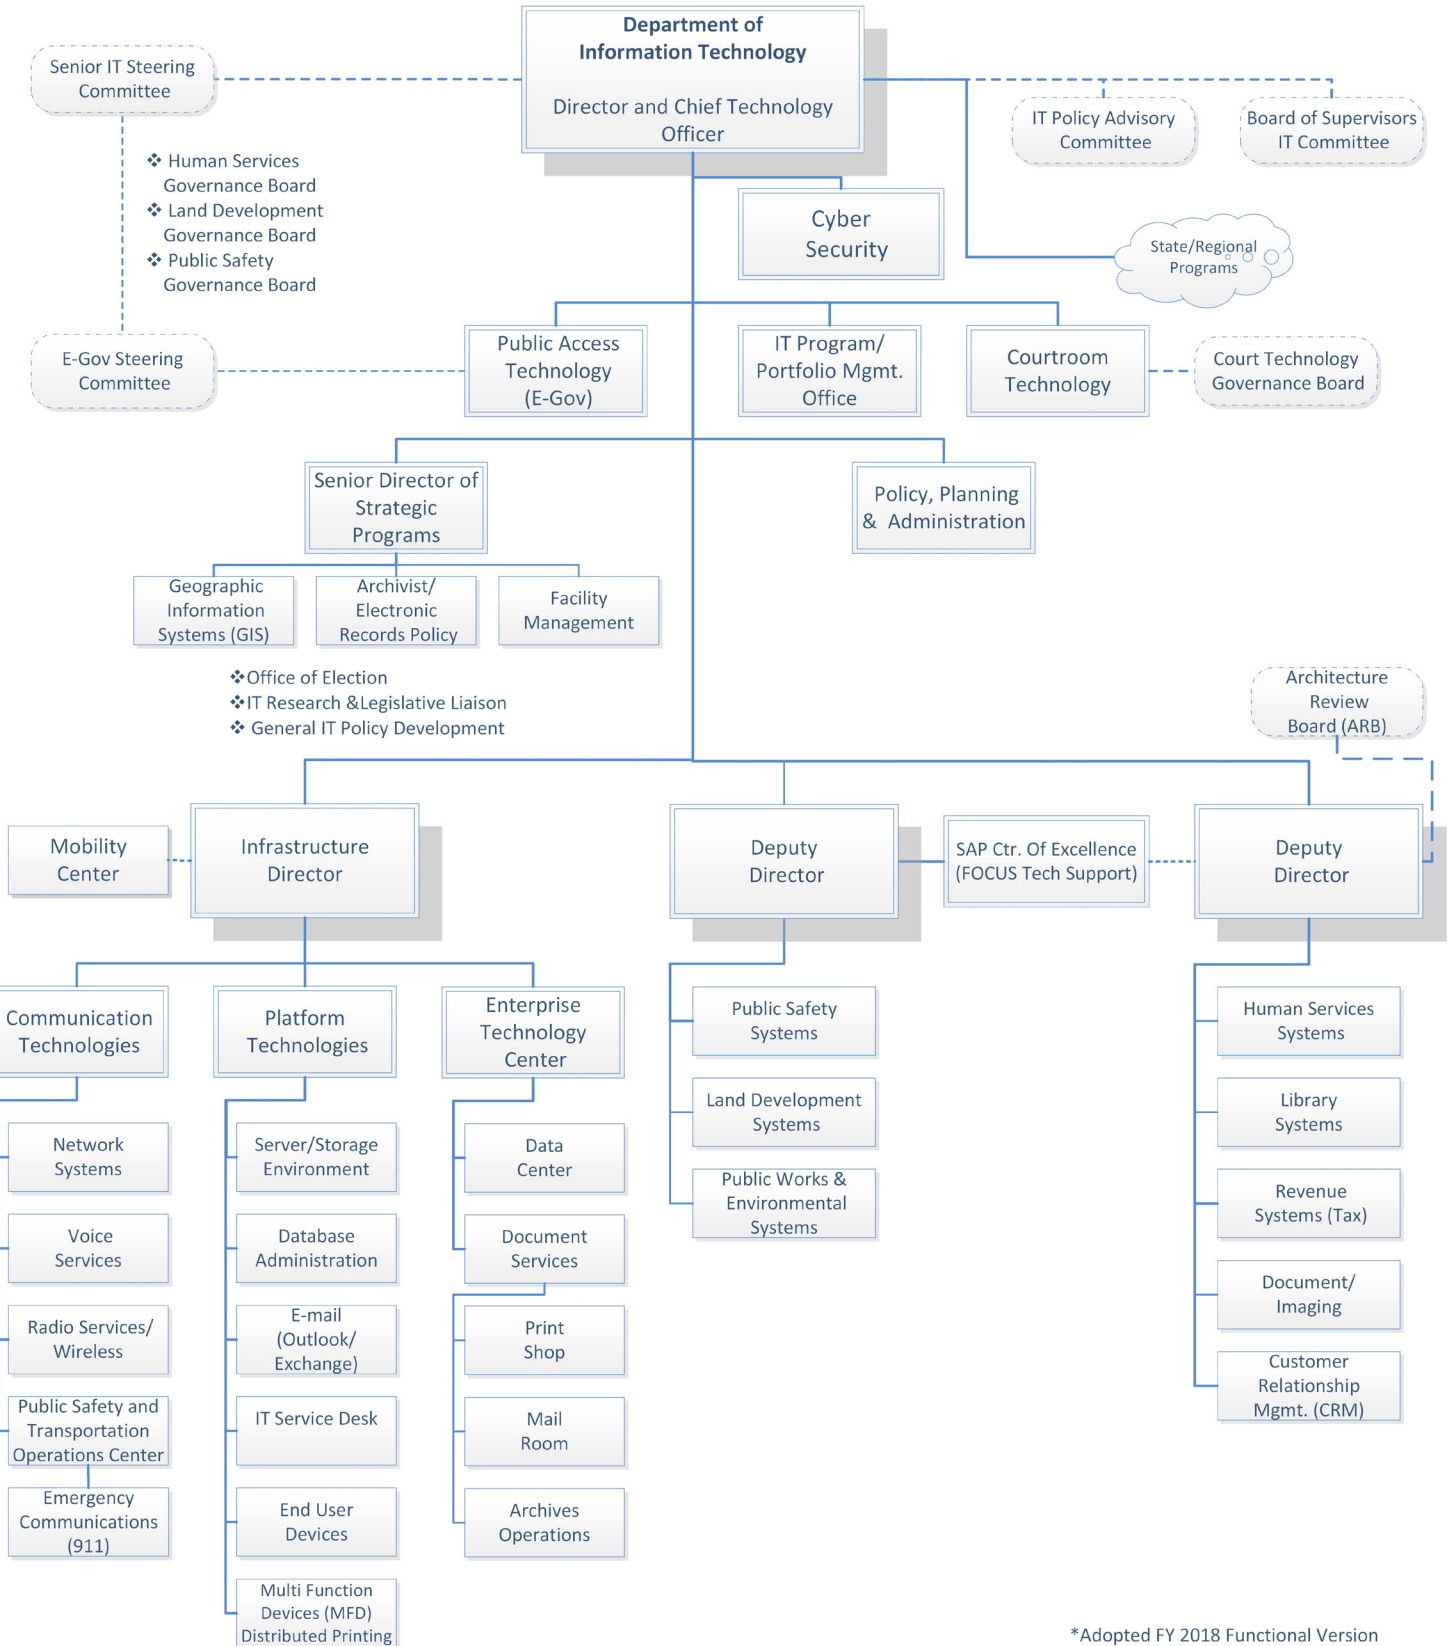 Department of
Information Technology
Director and Chief Technology
Officer
Senior IT Steering
Committee
IT Policy Advisory
Committee
Board of Supervisors
IT Committee
❖ Human Services
Governance Board
❖ Land Development
Governance Board
❖ Public Safety
Governance Board
Cyber
Security
State/Regional
Programs
E-Gov Steering
Committee
Public Access
Technology
(E-Gov)
IT Program/
Portfolio Mgmt.
Office
Courtroom
Technology
Court Technology
Governance Board
Senior Director of
Strategic
Programs
Policy, Planning
& Administration
Geographic
Information
Systems (GIS)
Archivist/
Electronic
Records Policy
Facility
Management
❖Office of Election
❖IT Research &Legislative Liaison
❖ General IT Policy Development
Architecture
Review
Board (ARB)
Mobility
Center
Infrastructure
Director
Deputy
Director
SAP Ctr. Of Excellence
(FOCUS Tech Support)
Deputy
Director
Communication
Technologies
Platform
Technologies
Enterprise
Technology
Center
Network
Systems
Voice
Services
Radio Services/
Wireless
Public Safety and
Transportation
Operations Center
Emergency
Communications
(911)
Server/Storage
Environment
Database
Administration
E-mail
(Outlook/
Exchange)
IT Service Desk
End User
Devices
Multi Function
Devices (MFD)
Distributed Printing
Data
Center
Document
Services
Print
Shop
Mail
Room
Archives
Operations
Public Safety
Systems
Land Development
Systems
Public Works &
Environmental
Systems
Human Services
Systems
Library
Systems
Revenue
Systems (Tax)
Document/
Imaging
Customer
Relationship
Mgmt. (CRM)
*Adopted FY 2018 Functional Version